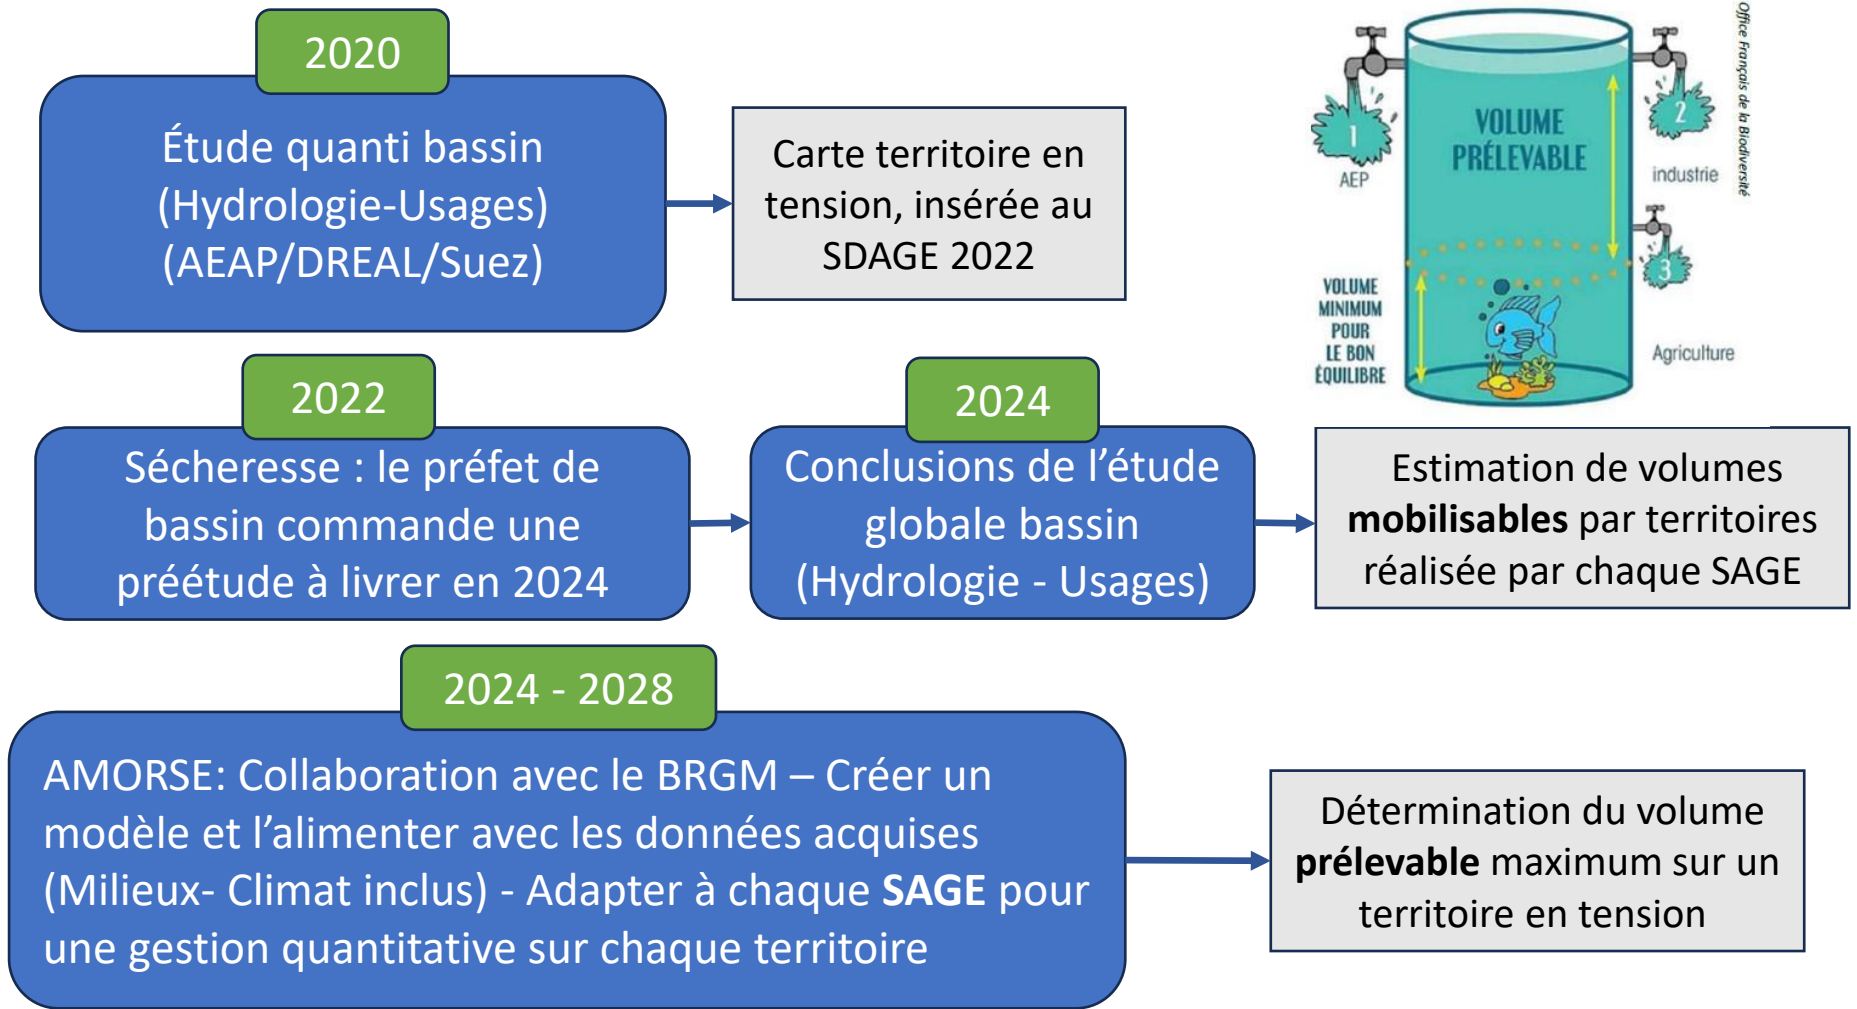 2020
Étude quanti bassin
(Hydrologie-Usages)
(AEAP/DREAL/Suez)
Carte territoire en
tension, insérée au
SDAGE 2022
Office Français de la Biodiversité
1
AEP
VOLUME
PRÉLEVABLE
2
industrie
3
VOLUME
MINIMUM
POUR
LE BON
ÉQUILIBRE
Agriculture
2022
Sécheresse : le préfet de
bassin commande une
préétude à livrer en 2024
2024
Conclusions de l’étude
globale bassin
(Hydrologie - Usages)
Estimation de volumes
mobilisables par territoires
réalisée par chaque SAGE
2024 - 2028
AMORSE: Collaboration avec le BRGM – Créer un
modèle et l’alimenter avec les données acquises
(Milieux- Climat inclus) - Adapter à chaque SAGE pour
une gestion quantitative sur chaque territoire
Détermination du volume
prélevable maximum sur un
territoire en tension